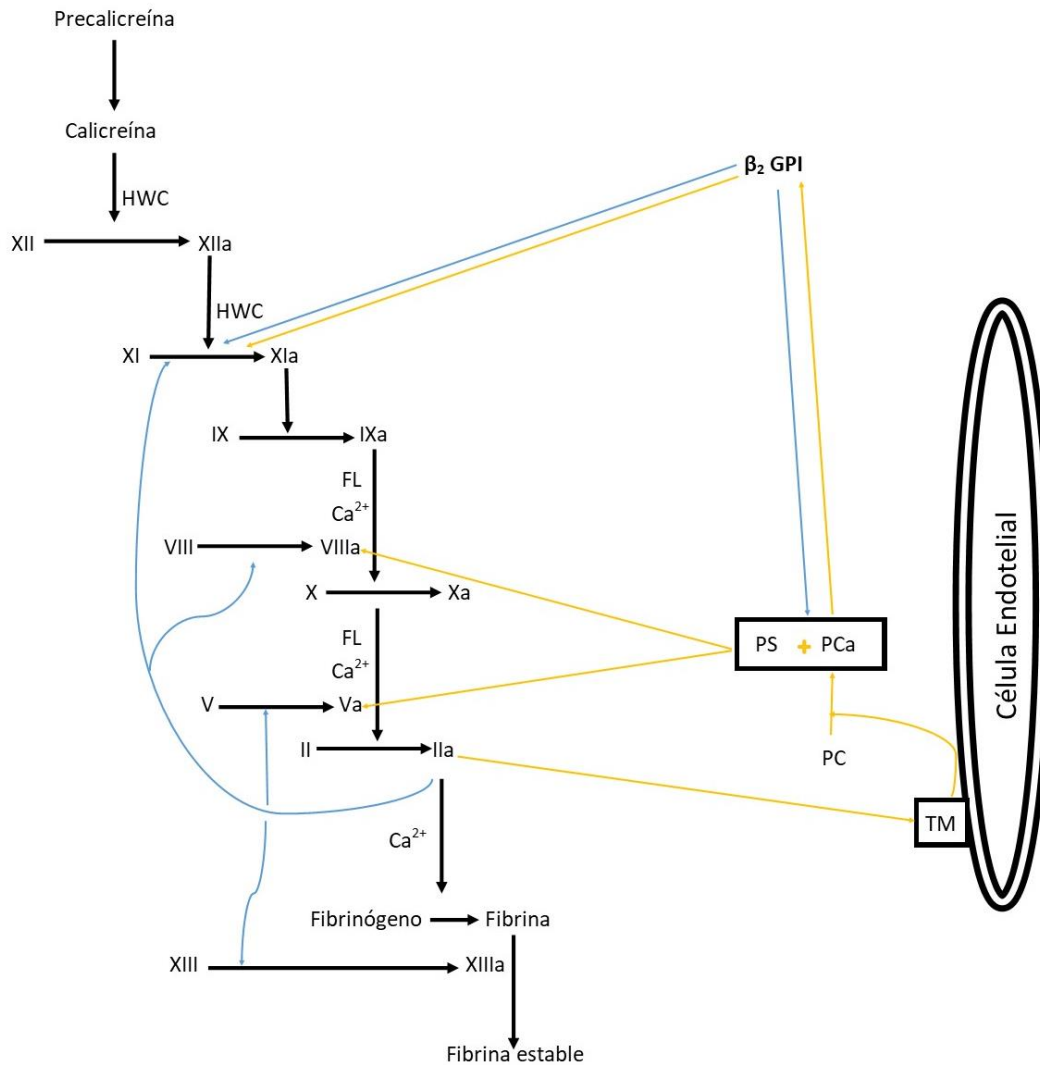 Precalicreína
Calicreína
β₂ GPI
HWC
XII
XIIa
HWC
XI
XIa
IX
IXa
FL
Ca²⁺
VIII
VIIIa
X
Xa
FL
Ca²⁺
PS + PCa
V
Va
II
IIa
PC
TM
Célula Endotelial
Ca²⁺
Fibrinógeno
Fibrina
XIII
XIIIa
Fibrina estable